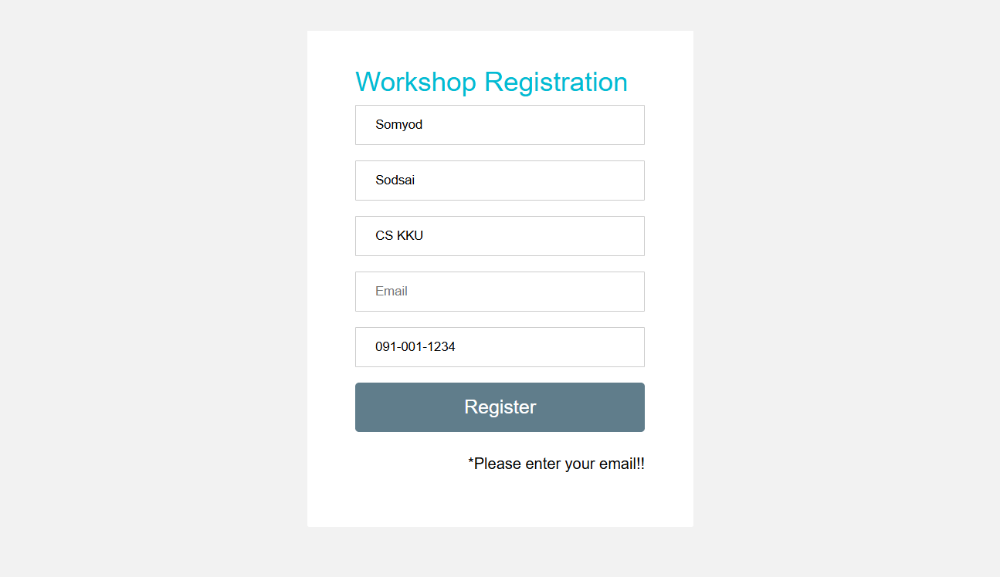 Workshop Registration
Somyod
Sodsai
CS KKU
Email
091-001-1234
Register
*Please enter your email!!